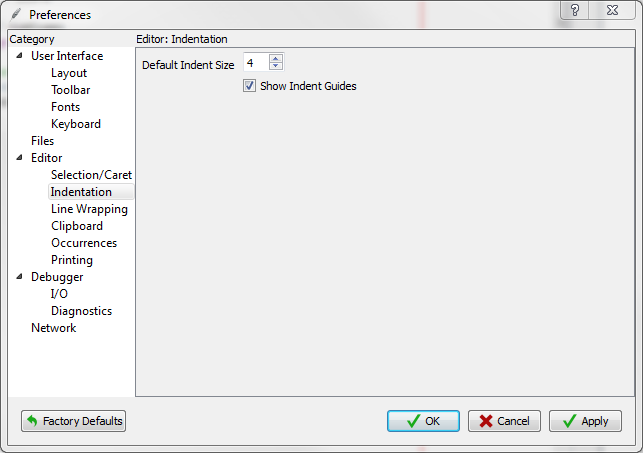 Preferences
Category
User Interface
Layout
Toolbar
Fonts
Keyboard
Files
Editor
Selection/Caret
Indentation
Line Wrapping
Clipboard
Occurrences
Printing
Debugger
I/O
Diagnostics
Network
Editor: Indentation
Default Indent Size 4
Show Indent Guides
Factory Defaults OK Cancel Apply